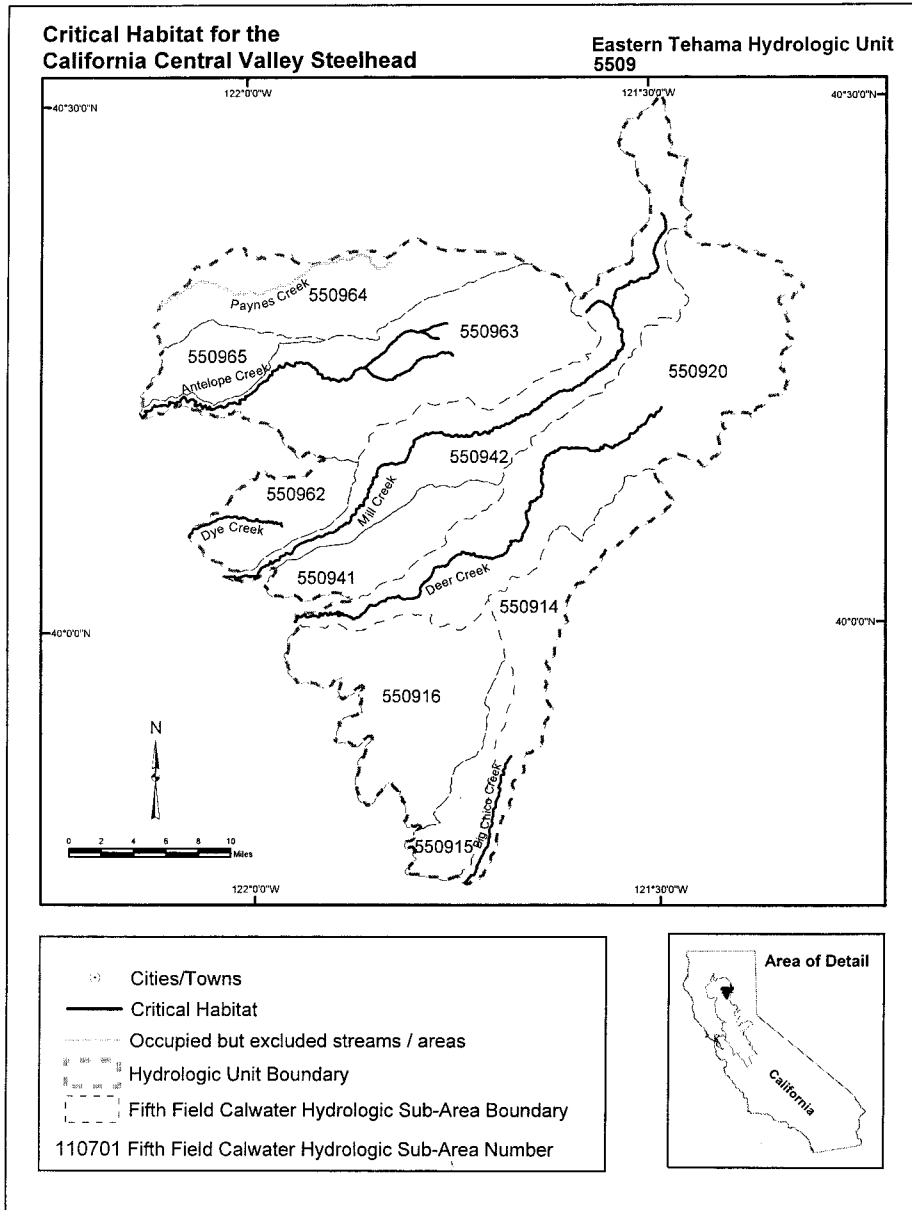 Critical Habitat for the
California Central Valley Steelhead
Eastern Tehama Hydrologic Unit
5509
122°0'0"W
121°30'0"W
40°30'0"N
40°30'0"N
Paynes Creek
550964
550963
550965
Antelope Creek
550920
550942
550962
Mill Creek
Dye Creek
550941
Deer Creek
550914
40°0'0"N
40°0'0"N
550916
N
Big Chico Creek
0 2 4 6 8 10
Miles
550915
122°0'0"W
121°30'0"W
Cities/Towns
Critical Habitat
Occupied but excluded streams / areas
Hydrologic Unit Boundary
Fifth Field Calwater Hydrologic Sub-Area Boundary
110701 Fifth Field Calwater Hydrologic Sub-Area Number
Area of Detail
California